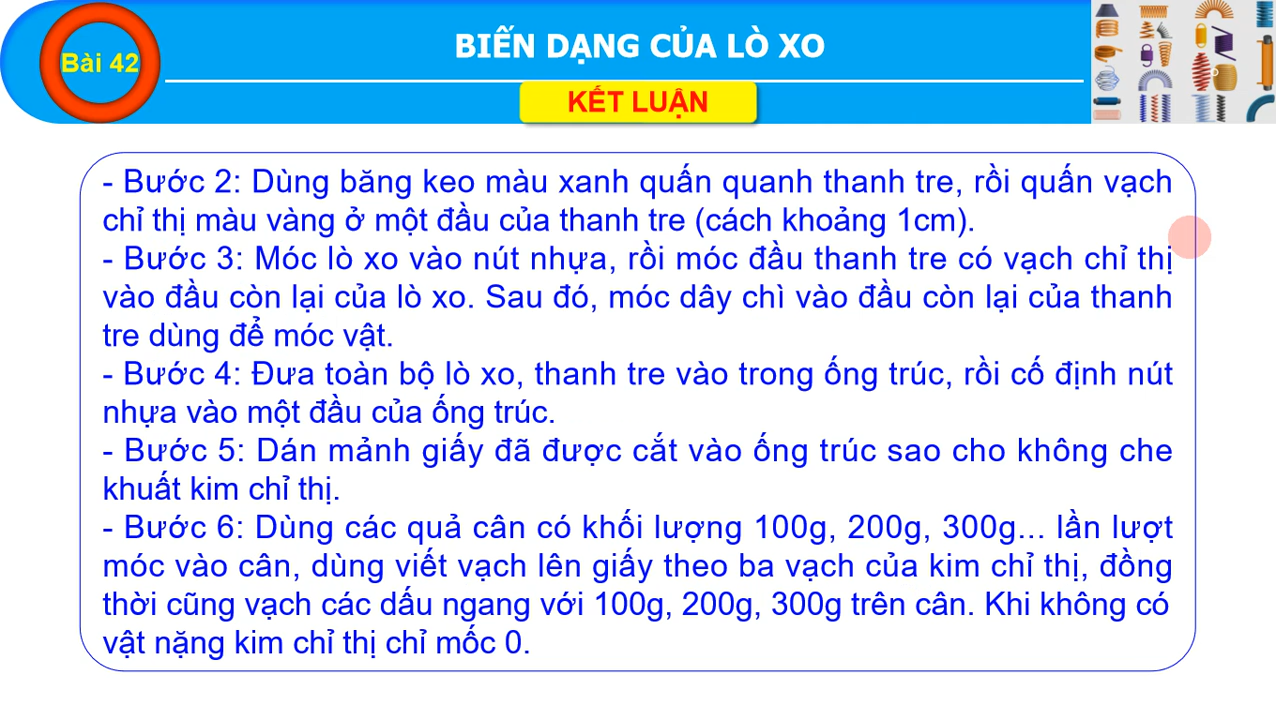 Bài 42
BIẾN DẠNG CỦA LÒ XO
KẾT LUẬN
- Bước 2: Dùng băng keo màu xanh quấn quanh thanh tre, rồi quấn vạch
chỉ thị màu vàng ở một đầu của thanh tre (cách khoảng 1cm).
- Bước 3: Móc lò xo vào nút nhựa, rồi móc đầu thanh tre có vạch chỉ thị
vào đầu còn lại của lò xo. Sau đó, móc dây chì vào đầu còn lại của thanh
tre dùng để móc vật.
- Bước 4: Đưa toàn bộ lò xo, thanh tre vào trong ống trúc, rồi cố định nút
nhựa vào một đầu của ống trúc.
- Bước 5: Dán mảnh giấy đã được cắt vào ống trúc sao cho không che
khuất kim chỉ thị.
- Bước 6: Dùng các quả cân có khối lượng 100g, 200g, 300g... lần lượt
móc vào cân, dùng viết vạch lên giấy theo ba vạch của kim chỉ thị, đồng
thời cũng vạch các dấu ngang với 100g, 200g, 300g trên cân. Khi không có
vật nặng kim chỉ thị chỉ mốc 0.